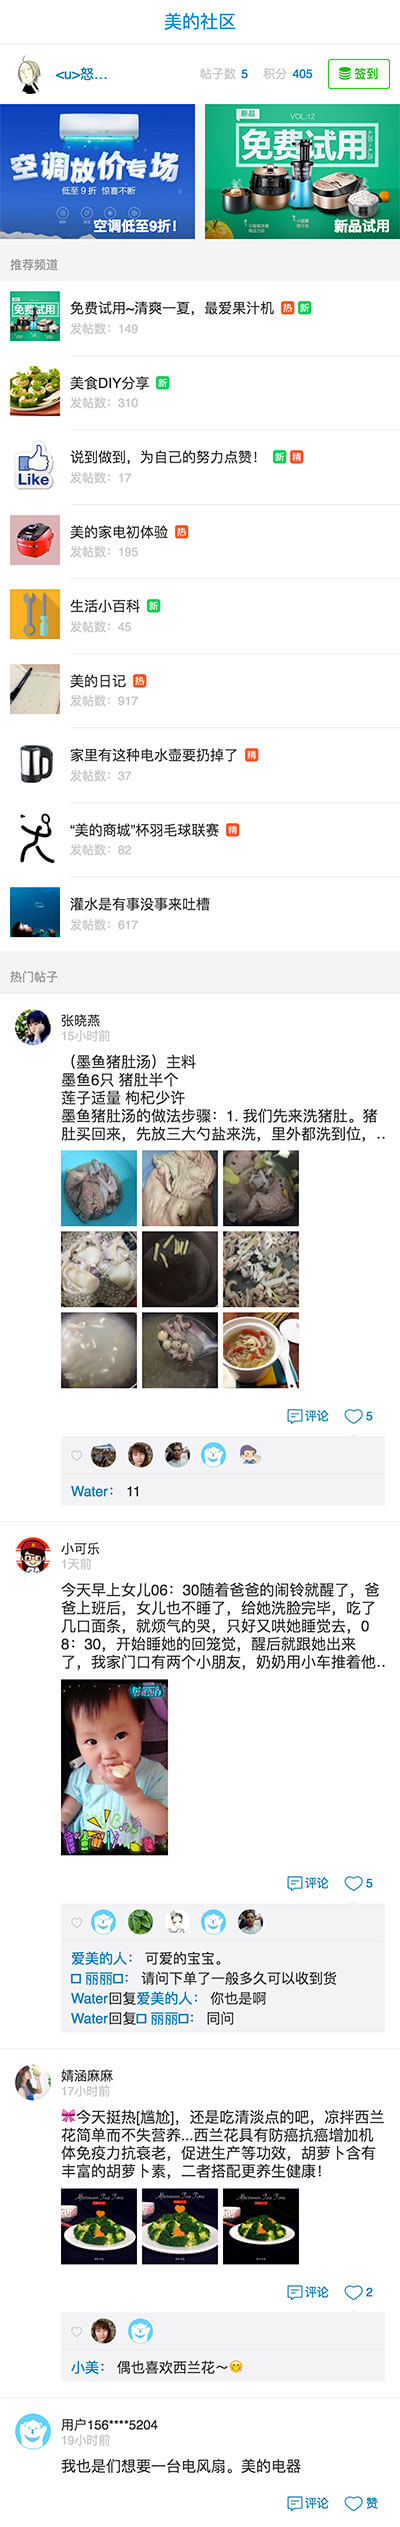 美的社区
<u>怒... 帖子数 5 积分 405 签到
空调放价专场
低至9折 惊喜不断
空调低至9折！
新品
VOL.12
免费试用
4.20—4.25
新品试用
推荐频道
免费试用~清爽一夏，最爱果汁机 热 新
发帖数：149
美食DIY分享 新
发帖数：310
Like
说到做到，为自己的努力点赞！ 新 精
发帖数：17
美的家电初体验 热
发帖数：195
生活小百科 新
发帖数：45
美的日记 热
发帖数：917
家里有这种电水壶要扔掉了 精
发帖数：37
“美的商城”杯羽毛球联赛 精
发帖数：82
灌水是有事没事来吐槽
发帖数：617
热门帖子
张晓燕
15小时前
（墨鱼猪肚汤）主料
墨鱼6只 猪肚半个
莲子适量 枸杞少许
墨鱼猪肚汤的做法步骤：1. 我们先来洗猪肚。猪
肚买回来，先放三大勺盐来洗，里外都洗到位，..
评论 5
Water： 11
小可乐
1天前
今天早上女儿06：30随着爸爸的闹铃就醒了，爸
爸上班后，女儿也不睡了，给她洗脸完毕，吃了
几口面条，就烦气的哭，只好又哄她睡觉去，0
8：30，开始睡她的回笼觉，醒后就跟她出来
了，我家门口有两个小朋友，奶奶用小车推着他..
评论 5
爱美的人： 可爱的宝宝。
丽丽： 请问下单了一般多久可以收到货
Water回复爱美的人： 你也是啊
Water回复 丽丽： 同问
婧涵麻麻
17小时前
🎀今天挺热[尴尬]，还是吃清淡点的吧，凉拌西兰
花简单而不失营养...西兰花具有防癌抗癌增加机
体免疫力抗衰老，促进生产等功效，胡萝卜含有
丰富的胡萝卜素，二者搭配更养生健康！
Afternoon Tea Time
Afternoon Tea Time
Afternoon Tea Time
评论 2
小美： 偶也喜欢西兰花～😋
用户156****5204
19小时前
我也是们想要一台电风扇。美的电器
评论 赞